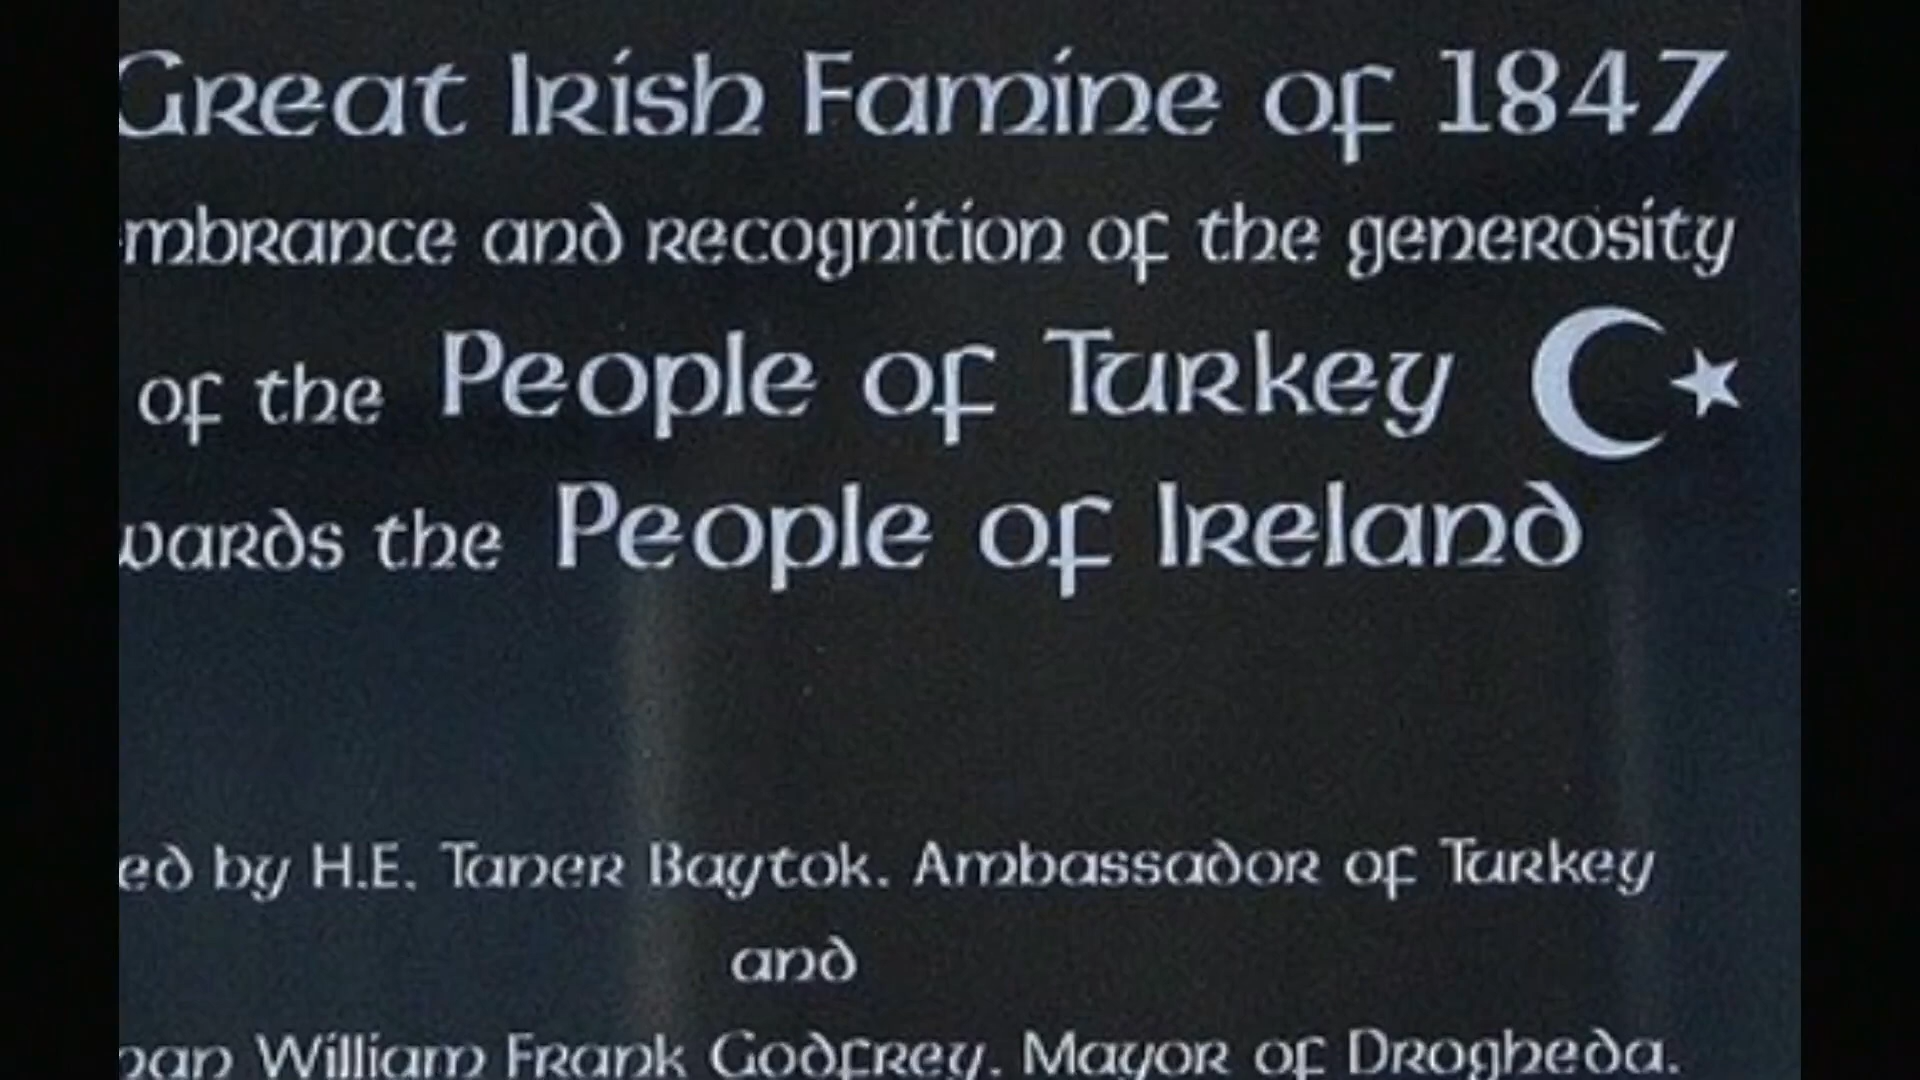 Great Irish Famine of 1847
mbrance and recognition of the generosity
of the People of Turkey
wards the People of Ireland
ed by H.E. Taner Baytok. Ambassador of Turkey
and
man William Frank Godfrey. Mayor of Drogheda.